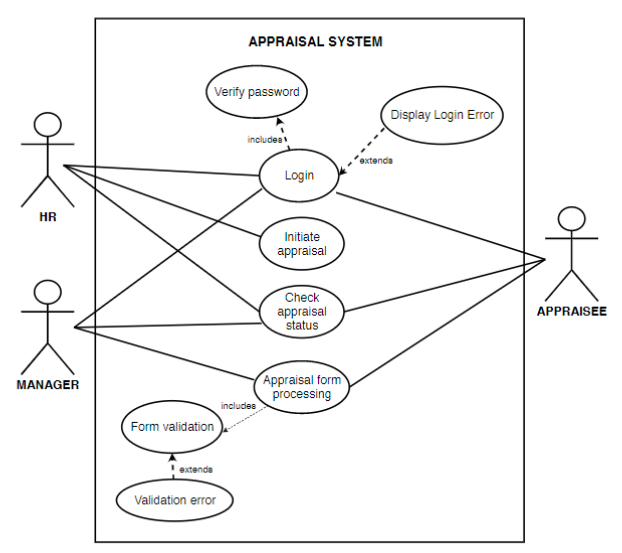 APPRAISAL SYSTEM
Verify password
Display Login Error
includes
extends
Login
HR
Initiate
appraisal
Check
appraisal
status
APPRAISEE
MANAGER
Appraisal form
processing
includes
Form validation
extends
Validation error